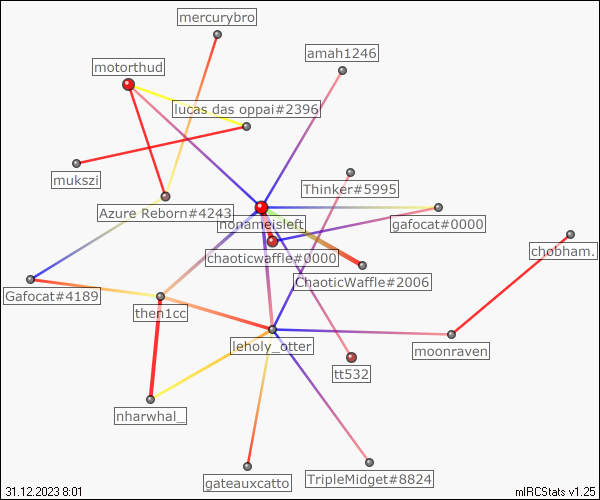 mercurybro
amah1246
motorthud
lucas das oppai#2396
mukszi
Thinker#5995
Azure Reborn#4243
nonameisleft
gafocat#0000
chaoticwaffle#0000
chobham.
Gafocat#4189
ChaoticWaffle#2006
then1cc
leholy_otter
moonraven
tt532
nharwhal_
gateauxcatto
TripleMidget#8824
31.12.2023 8:01
mIRCStats v1.25